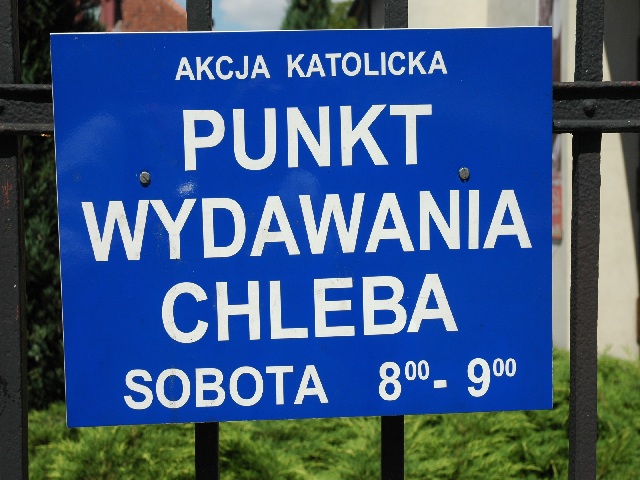 AKCJA KATOLICKA
PUNKT
WYDAWANIA
CHLEBA
SOBOTA 8⁰⁰- 9⁰⁰